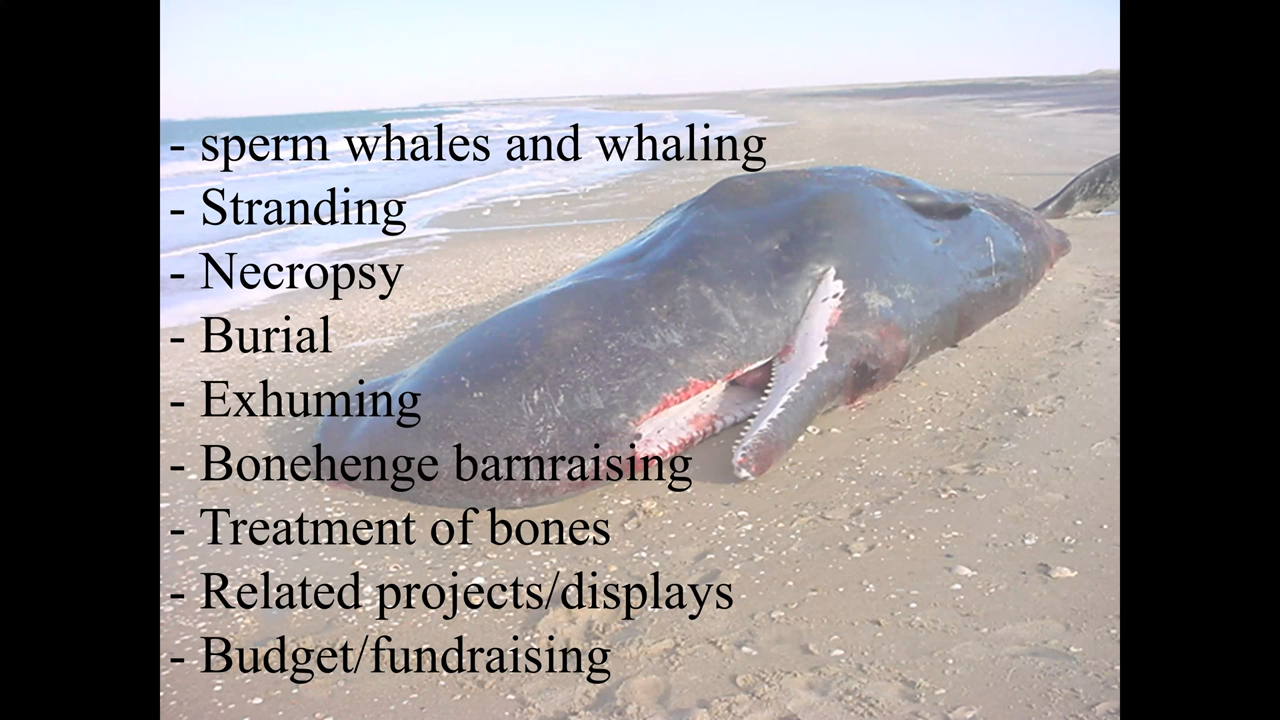 - sperm whales and whaling
- Stranding
- Necropsy
- Burial
- Exhuming
- Bonehenge barnraising
- Treatment of bones
- Related projects/displays
- Budget/fundraising